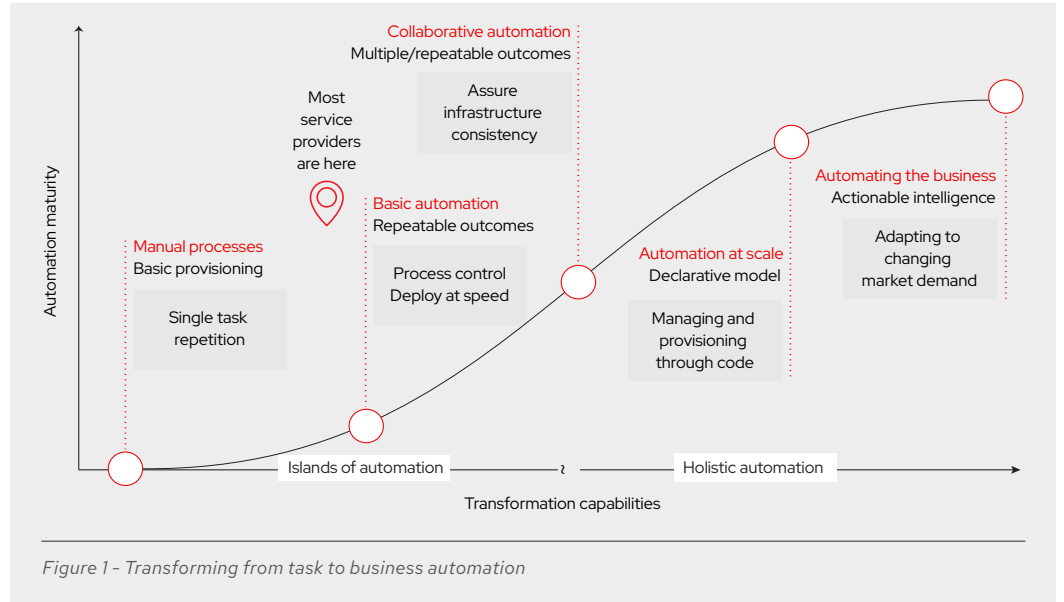 Collaborative automation
Multiple/repeatable outcomes
Assure
infrastructure
consistency
Most
service
providers
are here
Automating the business
Actionable intelligence
Adapting to
changing
market demand
Basic automation
Repeatable outcomes
Process control
Deploy at speed
Manual processes
Basic provisioning
Single task
repetition
Automation at scale
Declarative model
Managing and
provisioning
through code
Automation maturity
Islands of automation
~
Holistic automation
Transformation capabilities
Figure 1 - Transforming from task to business automation